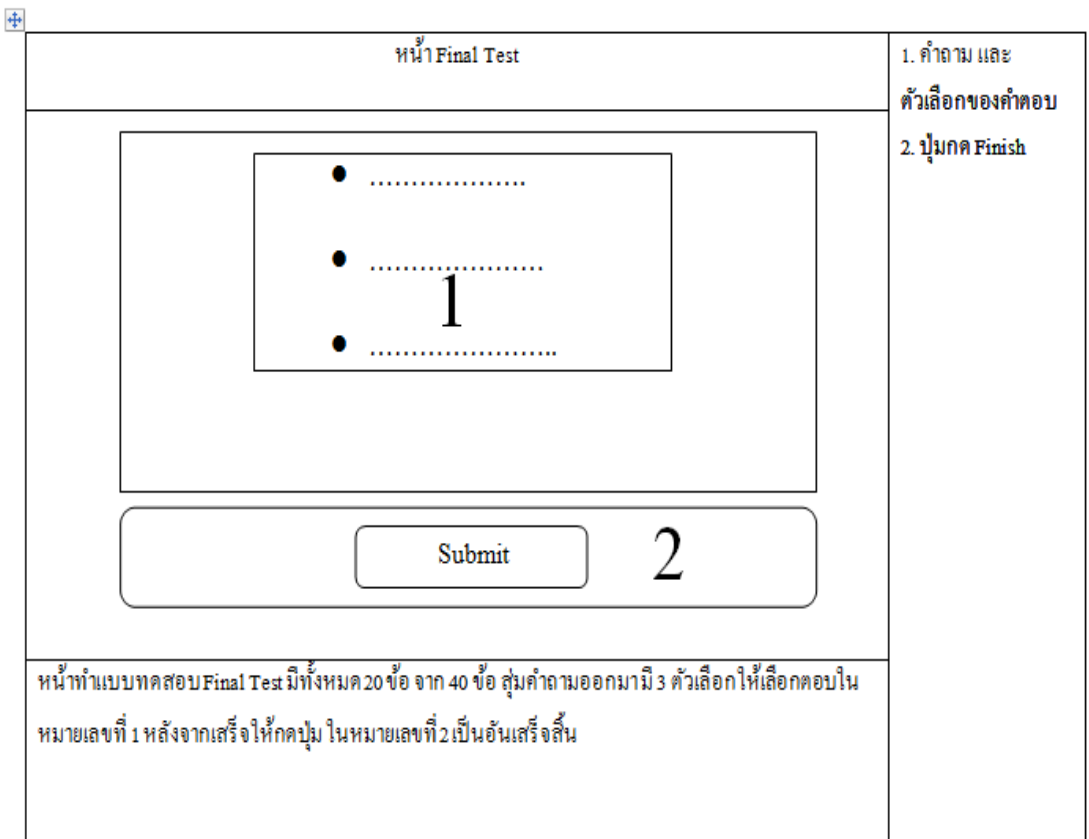 หน้า Final Test
1. คำถาม และ
ตัวเลือกของคำตอบ
2. ปุ่มกด Finish
● ...................
● .....................
1
● ......................
Submit
2
หน้าทำแบบทดสอบ Final Test มีทั้งหมด 20 ข้อ จาก 40 ข้อ สุ่มคำถามออกมา มี 3 ตัวเลือก ให้เลือกตอบใน
หมายเลขที่ 1 หลังจากเสร็จให้กดปุ่ม ในหมายเลขที่ 2 เป็นอันเสร็จสิ้น